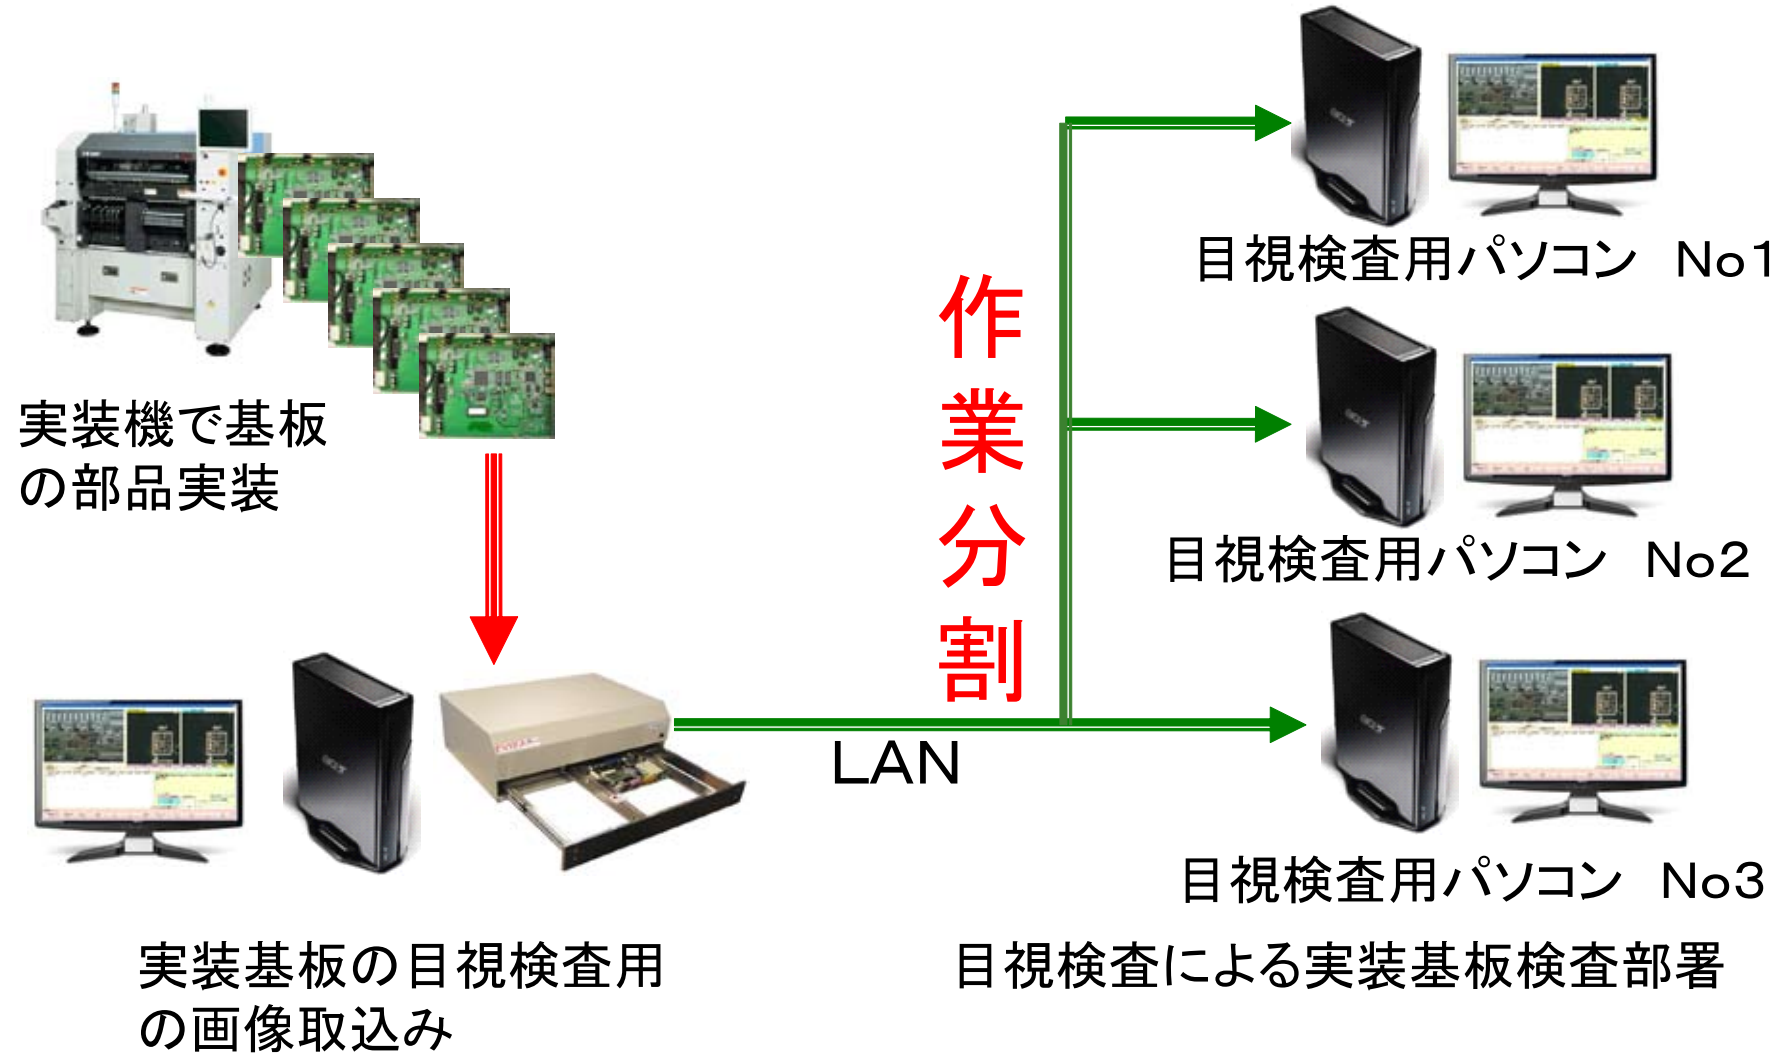 目視検査用パソコン　No1
実装機で基板
の部品実装
作業分割
目視検査用パソコン　No2
LAN
目視検査用パソコン　No3
実装基板の目視検査用
の画像取込み
目視検査による実装基板検査部署